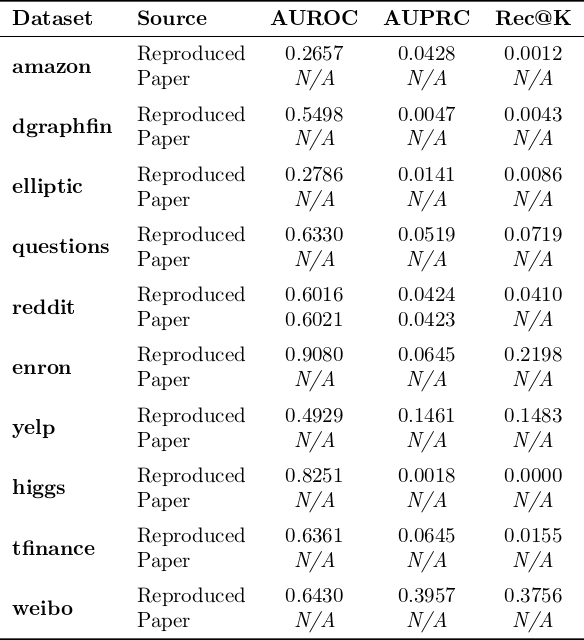 Dataset Source AUROC AUPRC Rec@K
amazon
Reproduced 0.2657 0.0428 0.0012
Paper N/A N/A N/A
dgraphfin
Reproduced 0.5498 0.0047 0.0043
Paper N/A N/A N/A
elliptic
Reproduced 0.2786 0.0141 0.0086
Paper N/A N/A N/A
questions
Reproduced 0.6330 0.0519 0.0719
Paper N/A N/A N/A
reddit
Reproduced 0.6016 0.0424 0.0410
Paper 0.6021 0.0423 N/A
enron
Reproduced 0.9080 0.0645 0.2198
Paper N/A N/A N/A
yelp
Reproduced 0.4929 0.1461 0.1483
Paper N/A N/A N/A
higgs
Reproduced 0.8251 0.0018 0.0000
Paper N/A N/A N/A
tfinance
Reproduced 0.6361 0.0645 0.0155
Paper N/A N/A N/A
weibo
Reproduced 0.6430 0.3957 0.3756
Paper N/A N/A N/A